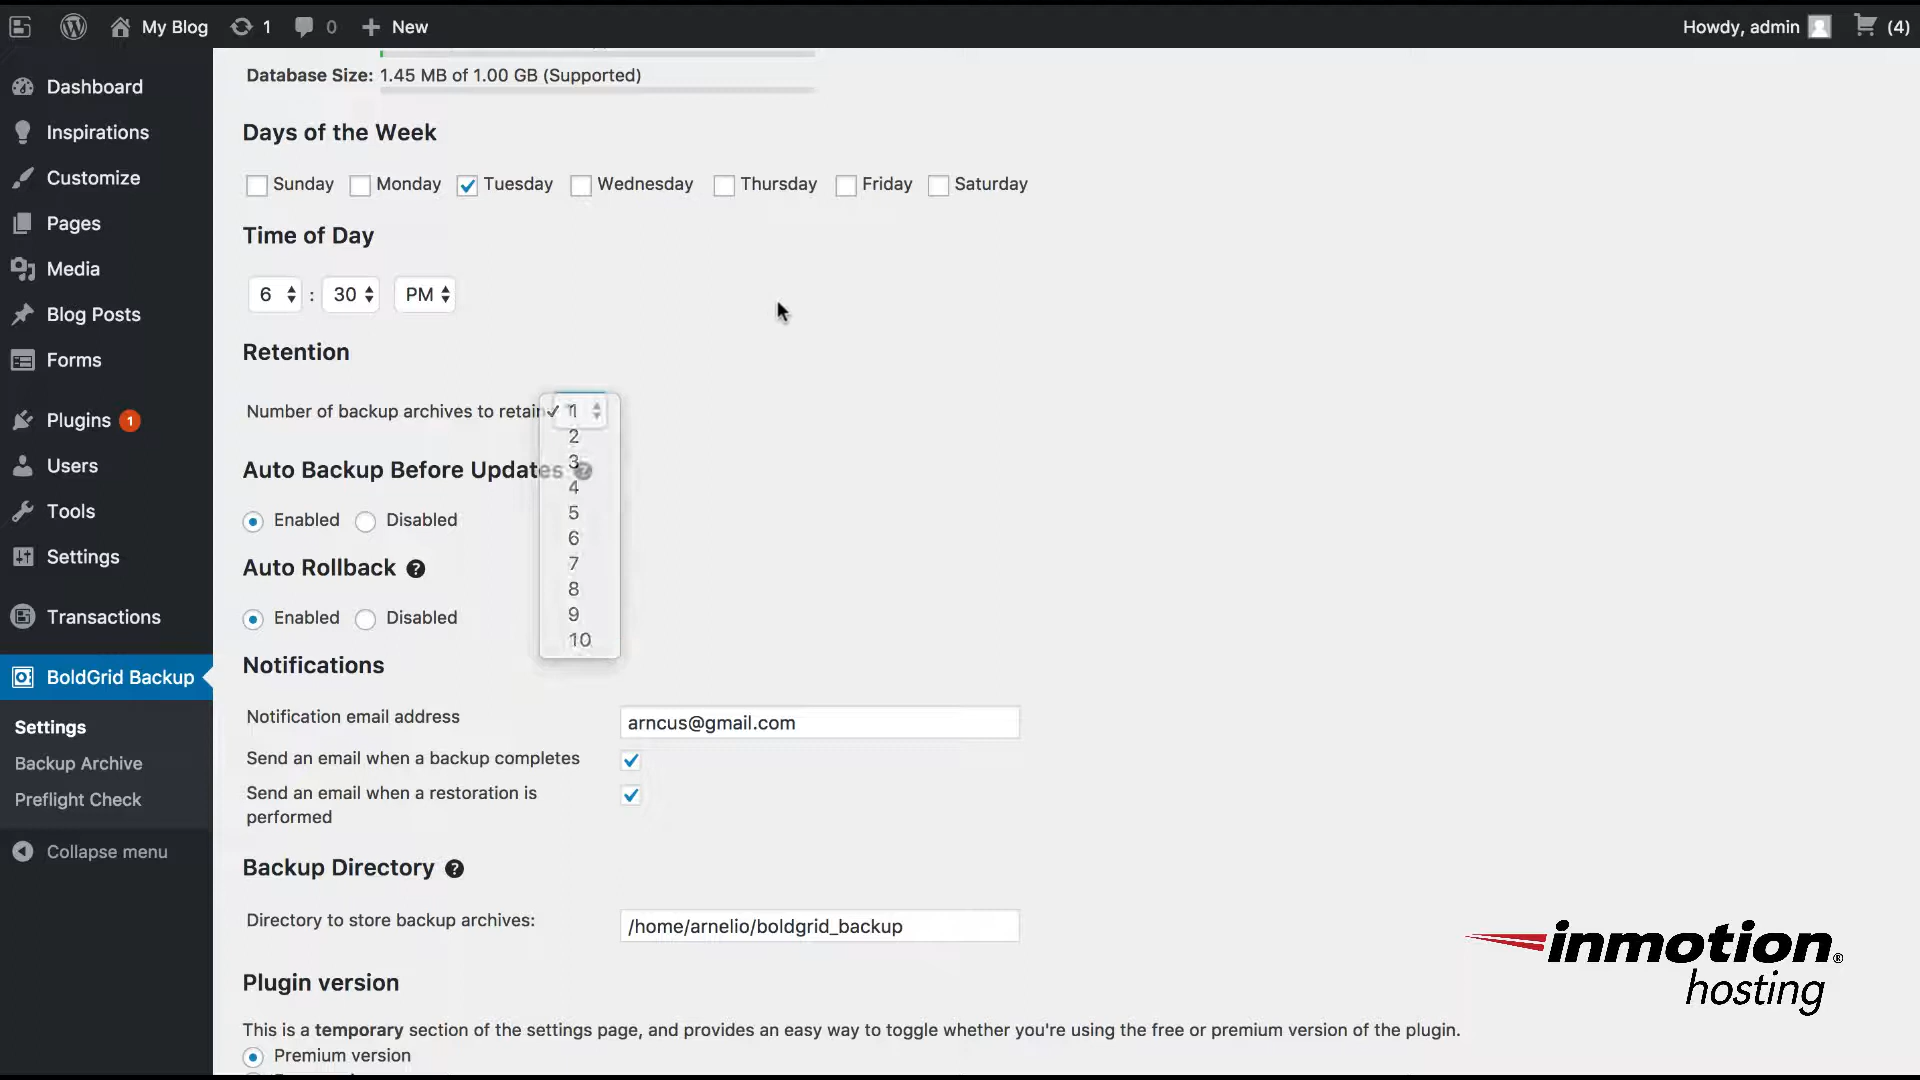 My Blog 1 0 New Howdy, admin (4)
Dashboard
Inspirations
Customize
Pages
Media
Blog Posts
Forms
Plugins 1
Users
Tools
Settings
Transactions
BoldGrid Backup
Settings
Backup Archive
Preflight Check
Collapse menu
Database Size: 1.45 MB of 1.00 GB (Supported)
Days of the Week
Sunday Monday Tuesday Wednesday Thursday Friday Saturday
Time of Day
6 : 30 PM
Retention
Number of backup archives to retain
1
2
3
4
5
6
7
8
9
10
Auto Backup Before Updates
Enabled Disabled
Auto Rollback
Enabled Disabled
Notifications
Notification email address arncus@gmail.com
Send an email when a backup completes
Send an email when a restoration is
performed
Backup Directory
Directory to store backup archives: /home/arnelio/boldgrid_backup
Plugin version
This is a temporary section of the settings page, and provides an easy way to toggle whether you're using the free or premium version of the plugin.
Premium version
inmotion®
hosting